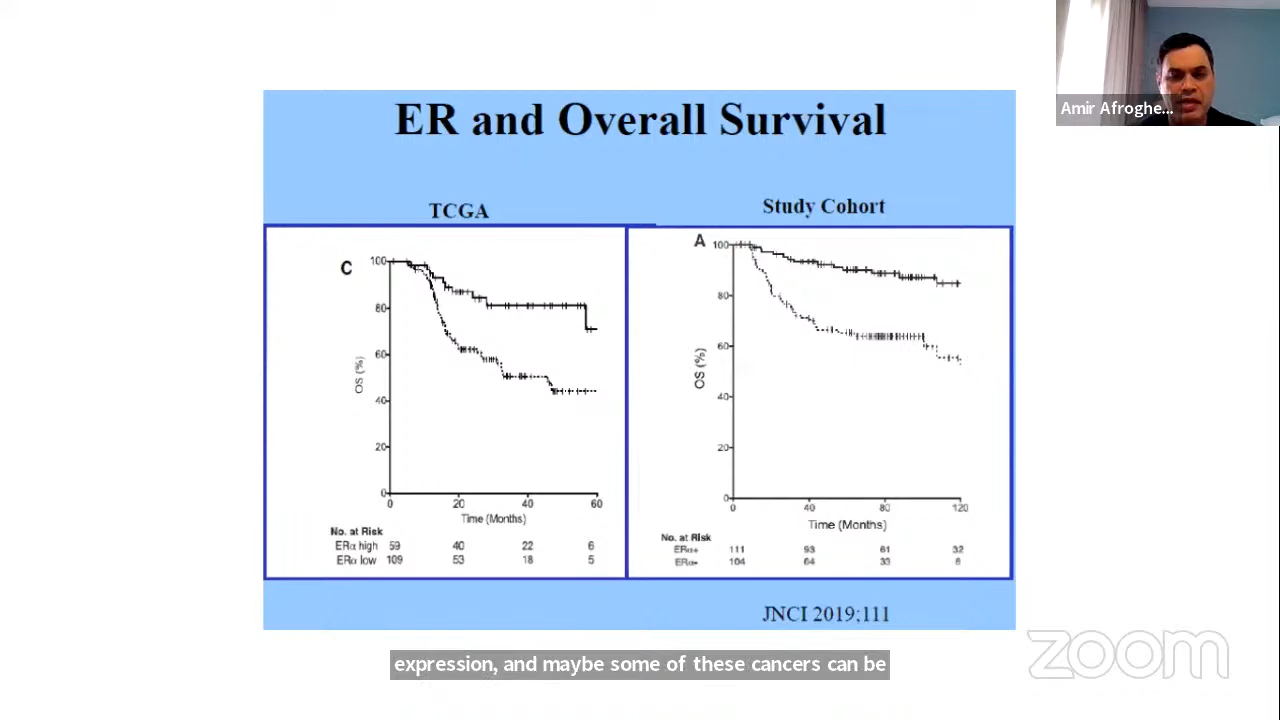 Amir Afroghe...
ER and Overall Survival
TCGA
Study Cohort
C
100
80
60
40
20
0
OS (%)
0 20 40 60
Time (Months)
No. at Risk
ERα high 59 40 22 6
ERα low 109 53 18 5
A
100
80
60
40
20
0
OS (%)
0 40 80 120
Time (Months)
No. at Risk
ERα+ 111 93 61 32
ERα- 104 64 33 8
JNCI 2019;111
expression, and maybe some of these cancers can be
zoom